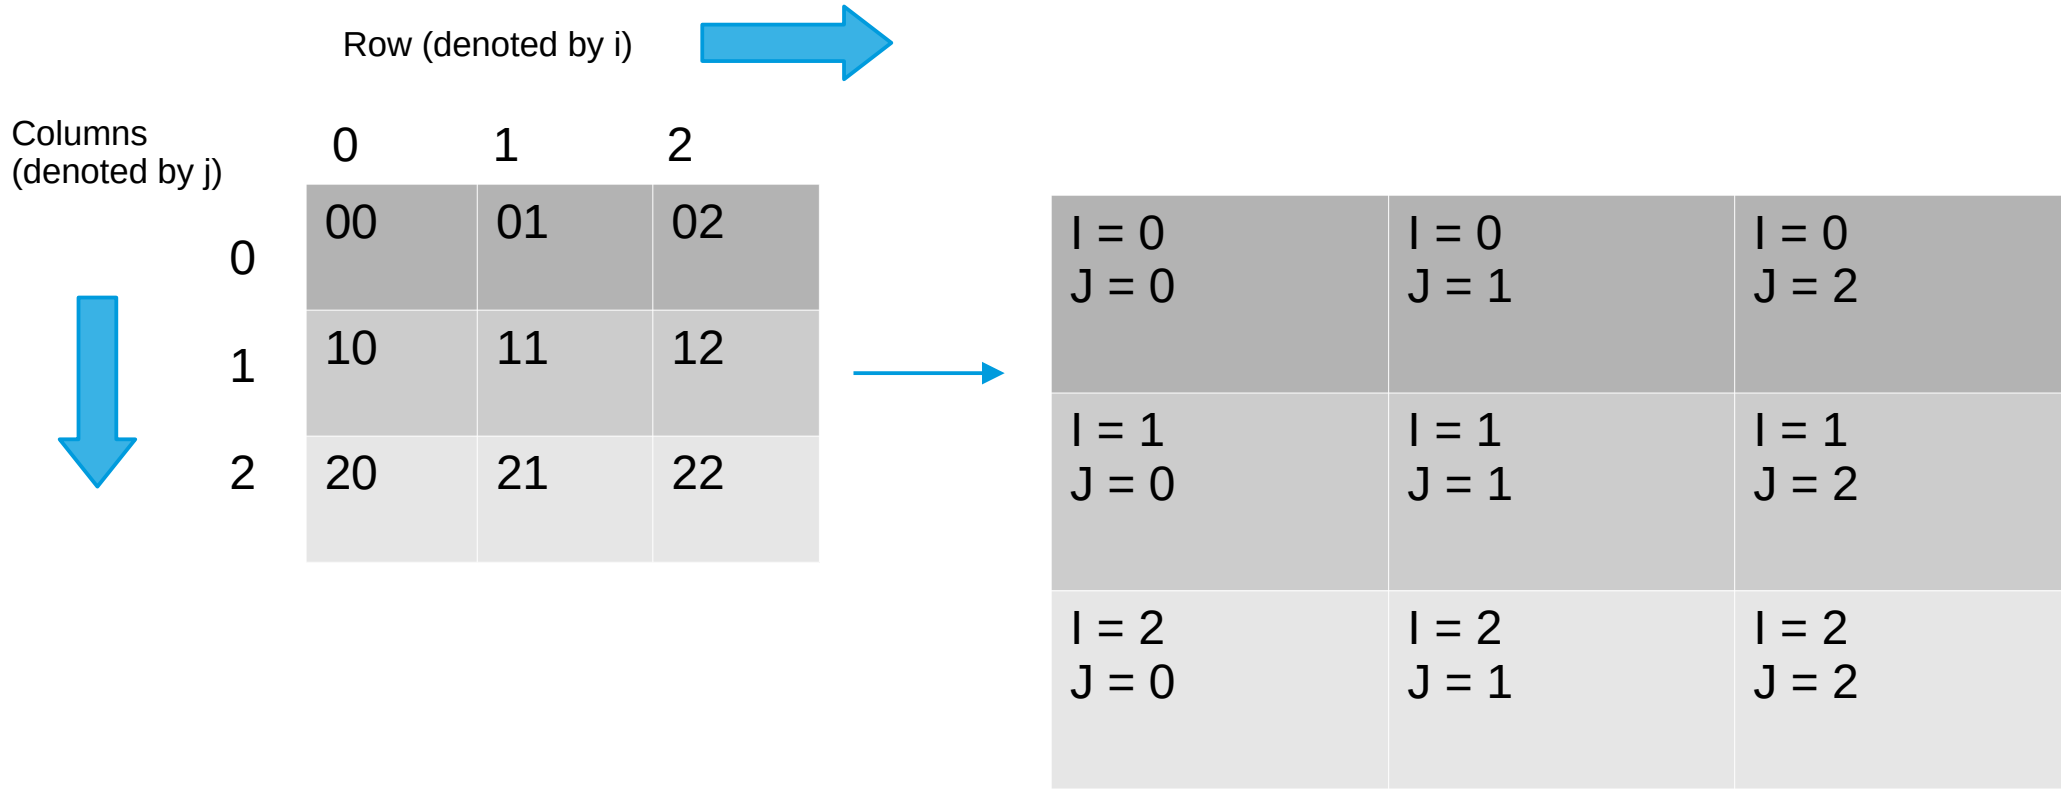 Row (denoted by i)
Columns
(denoted by j)
0 1 2
0
1
2
00 01 02
10 11 12
20 21 22
I = 0 I = 0 I = 0
J = 0 J = 1 J = 2
I = 1 I = 1 I = 1
J = 0 J = 1 J = 2
I = 2 I = 2 I = 2
J = 0 J = 1 J = 2